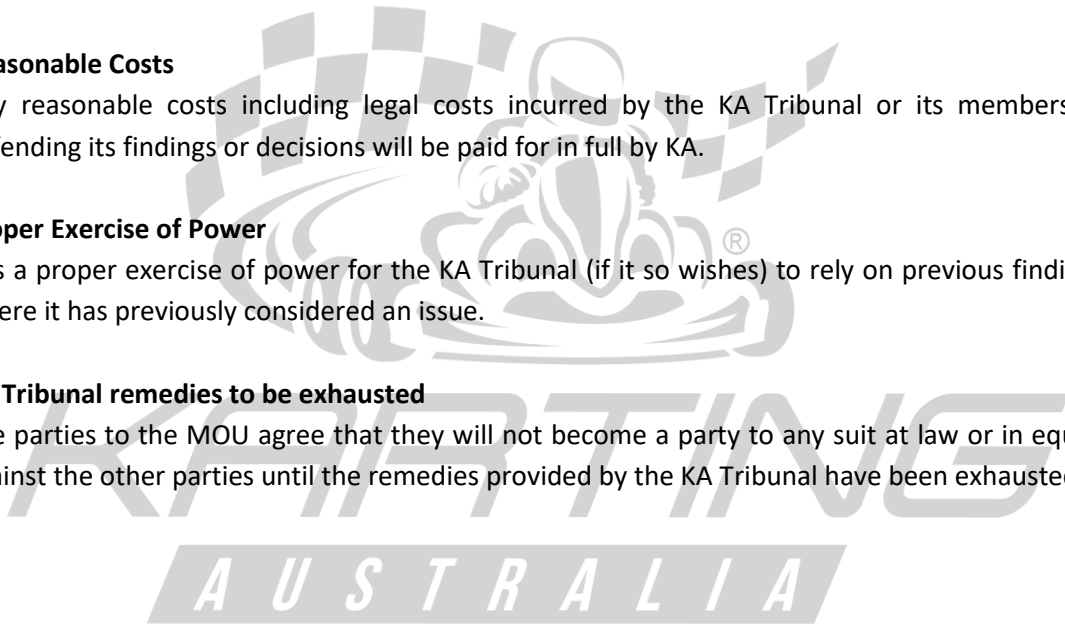 asonable Costs
y reasonable costs including legal costs incurred by the KA Tribunal or its members
fending its findings or decisions will be paid for in full by KA.
oper Exercise of Power
s a proper exercise of power for the KA Tribunal (if it so wishes) to rely on previous findi
ere it has previously considered an issue.
®
Tribunal remedies to be exhausted
e parties to the MOU agree that they will not become a party to any suit at law or in equ
ainst the other parties until the remedies provided by the KA Tribunal have been exhausted
KARTING
AUSTRALIA